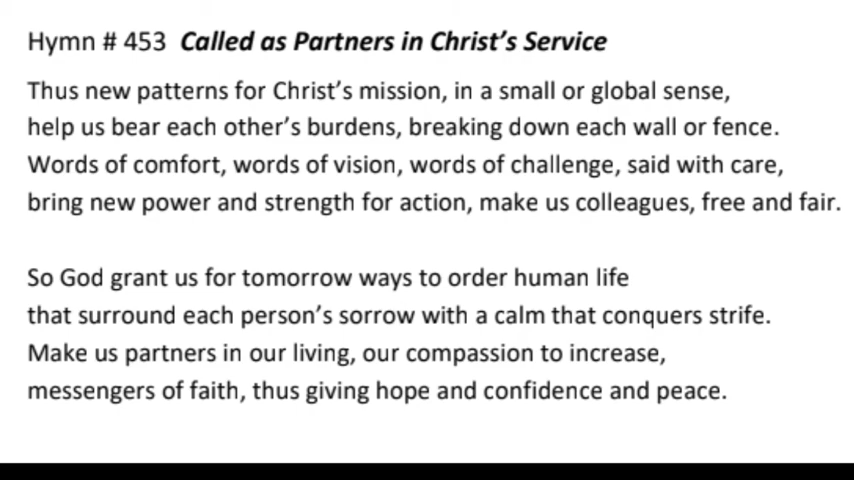 Hymn # 453  Called as Partners in Christ’s Service
Thus new patterns for Christ’s mission, in a small or global sense,
help us bear each other’s burdens, breaking down each wall or fence.
Words of comfort, words of vision, words of challenge, said with care,
bring new power and strength for action, make us colleagues, free and fair.
So God grant us for tomorrow ways to order human life
that surround each person’s sorrow with a calm that conquers strife.
Make us partners in our living, our compassion to increase,
messengers of faith, thus giving hope and confidence and peace.